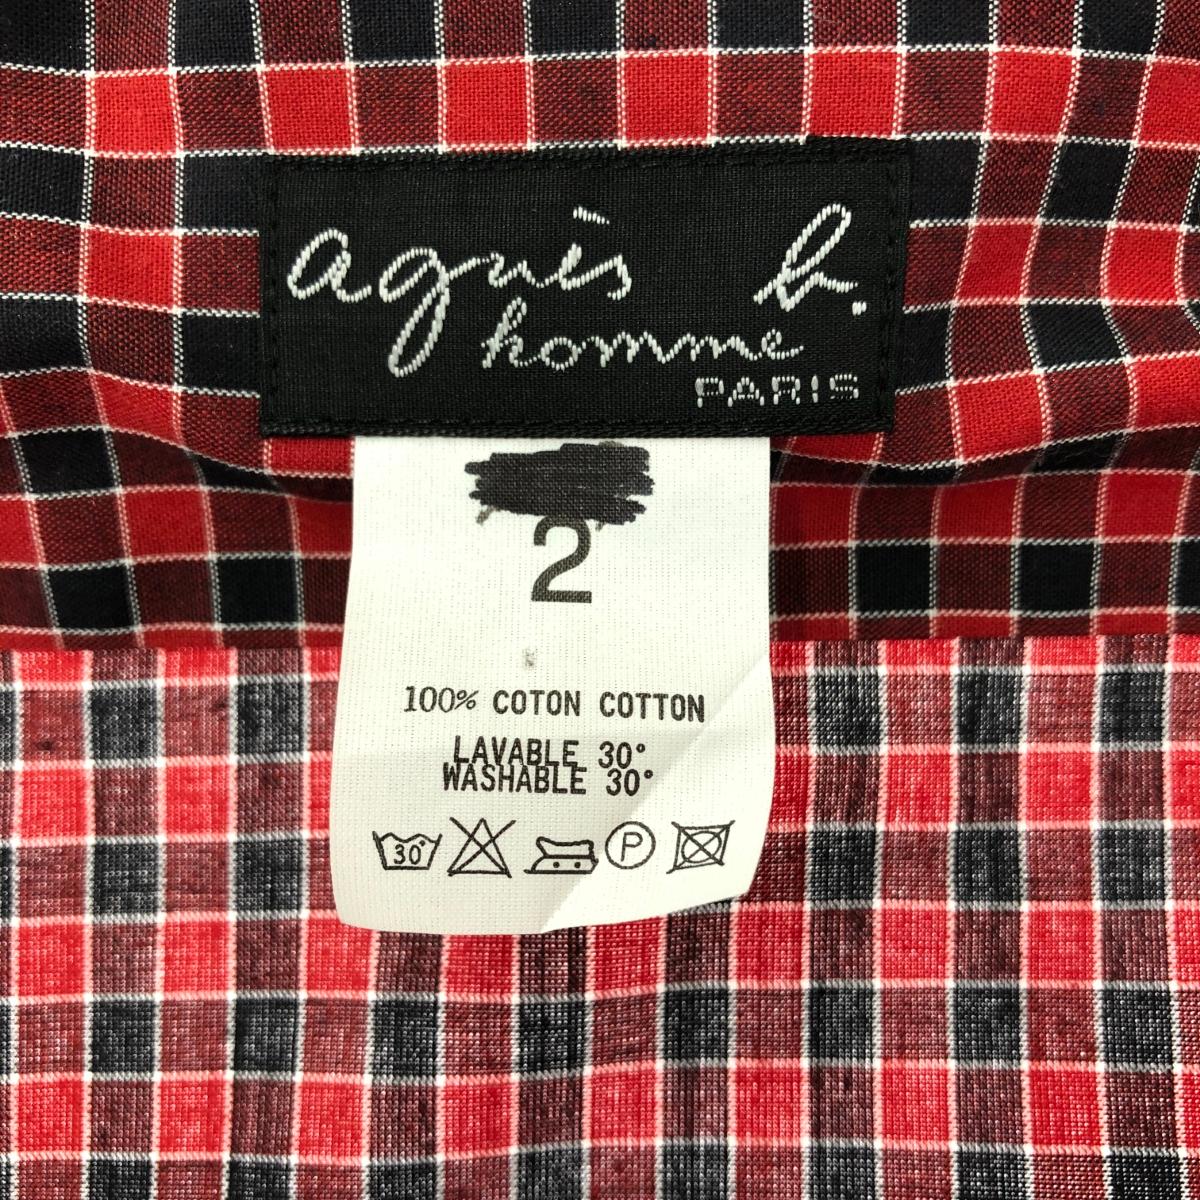 agnès b.
homme
PARIS
2
100% COTON COTTON
LAVABLE 30°
WASHABLE 30°
30° P